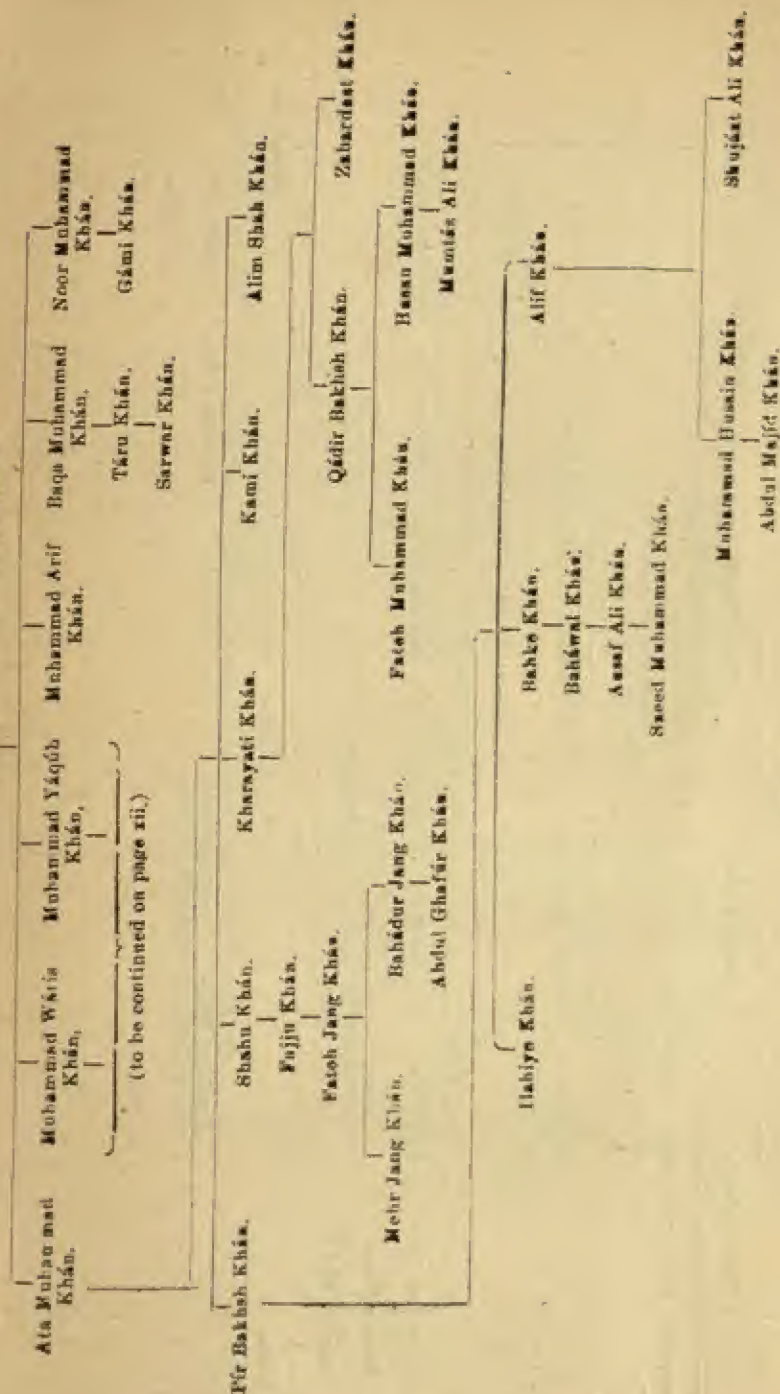 Ata Muhammad
Khán.
Muhammad Wáris
Khán,
Muhammad Yáqúb
Khán,
Muhammad Arif
Khán.
Baqa Muhammad
Khán.
Noor Muhammad
Khán.
Táru Khán.
Gámi Khán.
Sarwar Khán.
(to be continued on page xii.)
Pír Bakhsh Khán.
Shahu Khán.
Kharayati Khán.
Kami Khán.
Alim Shah Khán.
Fujju Khán.
Fateh Jang Khán.
Qádir Bakhsh Khán.
Zabardast Khán.
Mehr Jang Khán.
Bahádur Jang Khán.
Fateh Muhammad Khán.
Hasan Muhammad Khán.
Abdul Ghafúr Khán.
Mumtáz Ali Khán.
Ilahiya Khán.
Bahko Khán.
Alif Khán.
Baháwal Khán.
Ausaf Ali Khán.
Saeed Muhammad Khán.
Muhammad Husain Khán.
Shujáat Ali Khán.
Abdul Majíd Khán.